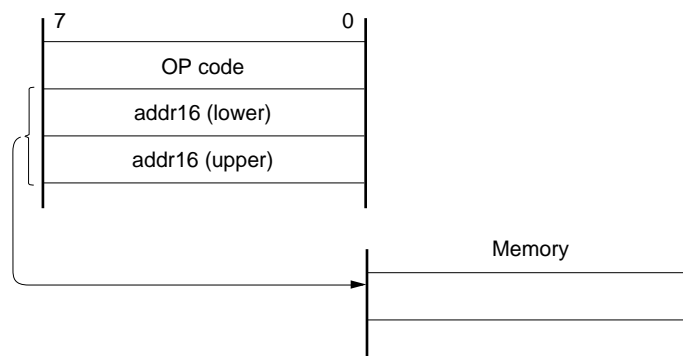 7 0
OP code
addr16 (lower)
addr16 (upper)
Memory